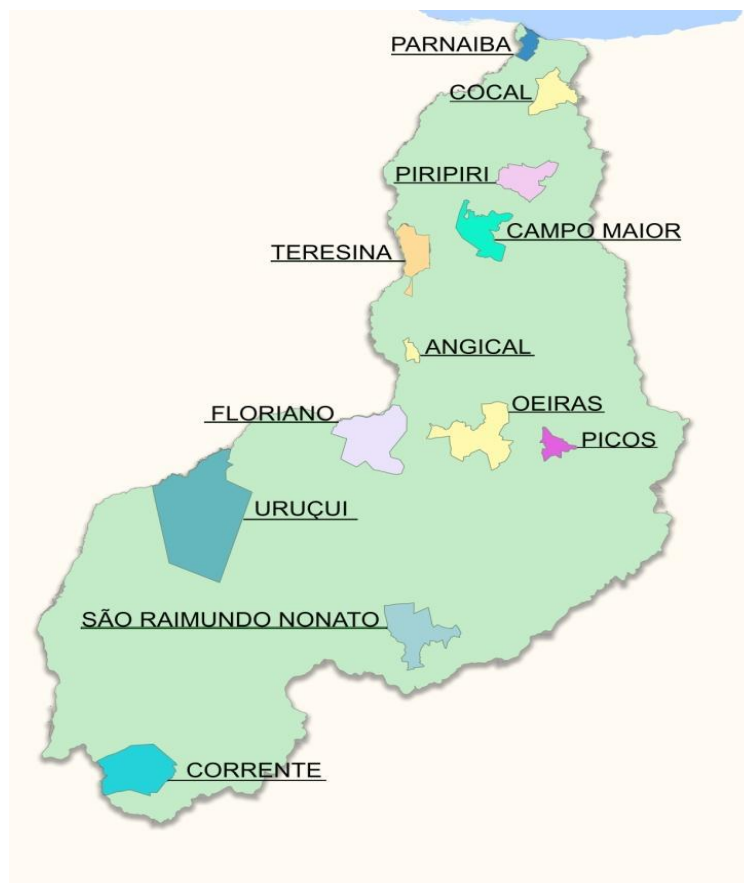 PARNAIBA
COCAL
PIRIPIRI
CAMPO MAIOR
TERESINA
ANGICAL
OEIRAS
FLORIANO
PICOS
URUÇUI
SÃO RAIMUNDO NONATO
CORRENTE